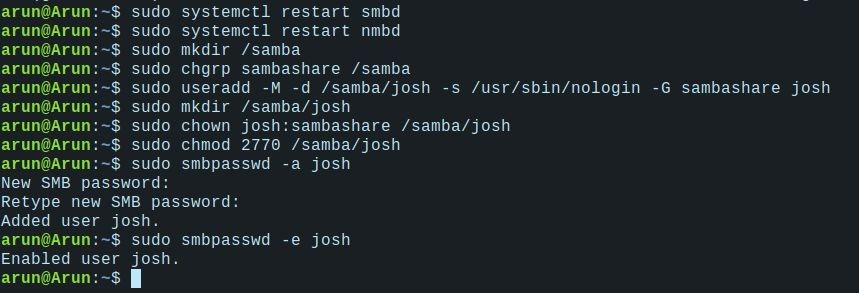 arun@Arun:~$ sudo systemctl restart smbd
arun@Arun:~$ sudo systemctl restart nmbd
arun@Arun:~$ sudo mkdir /samba
arun@Arun:~$ sudo chgrp sambashare /samba
arun@Arun:~$ sudo useradd -M -d /samba/josh -s /usr/sbin/nologin -G sambashare josh
arun@Arun:~$ sudo mkdir /samba/josh
arun@Arun:~$ sudo chown josh:sambashare /samba/josh
arun@Arun:~$ sudo chmod 2770 /samba/josh
arun@Arun:~$ sudo smbpasswd -a josh
New SMB password:
Retype new SMB password:
Added user josh.
arun@Arun:~$ sudo smbpasswd -e josh
Enabled user josh.
arun@Arun:~$